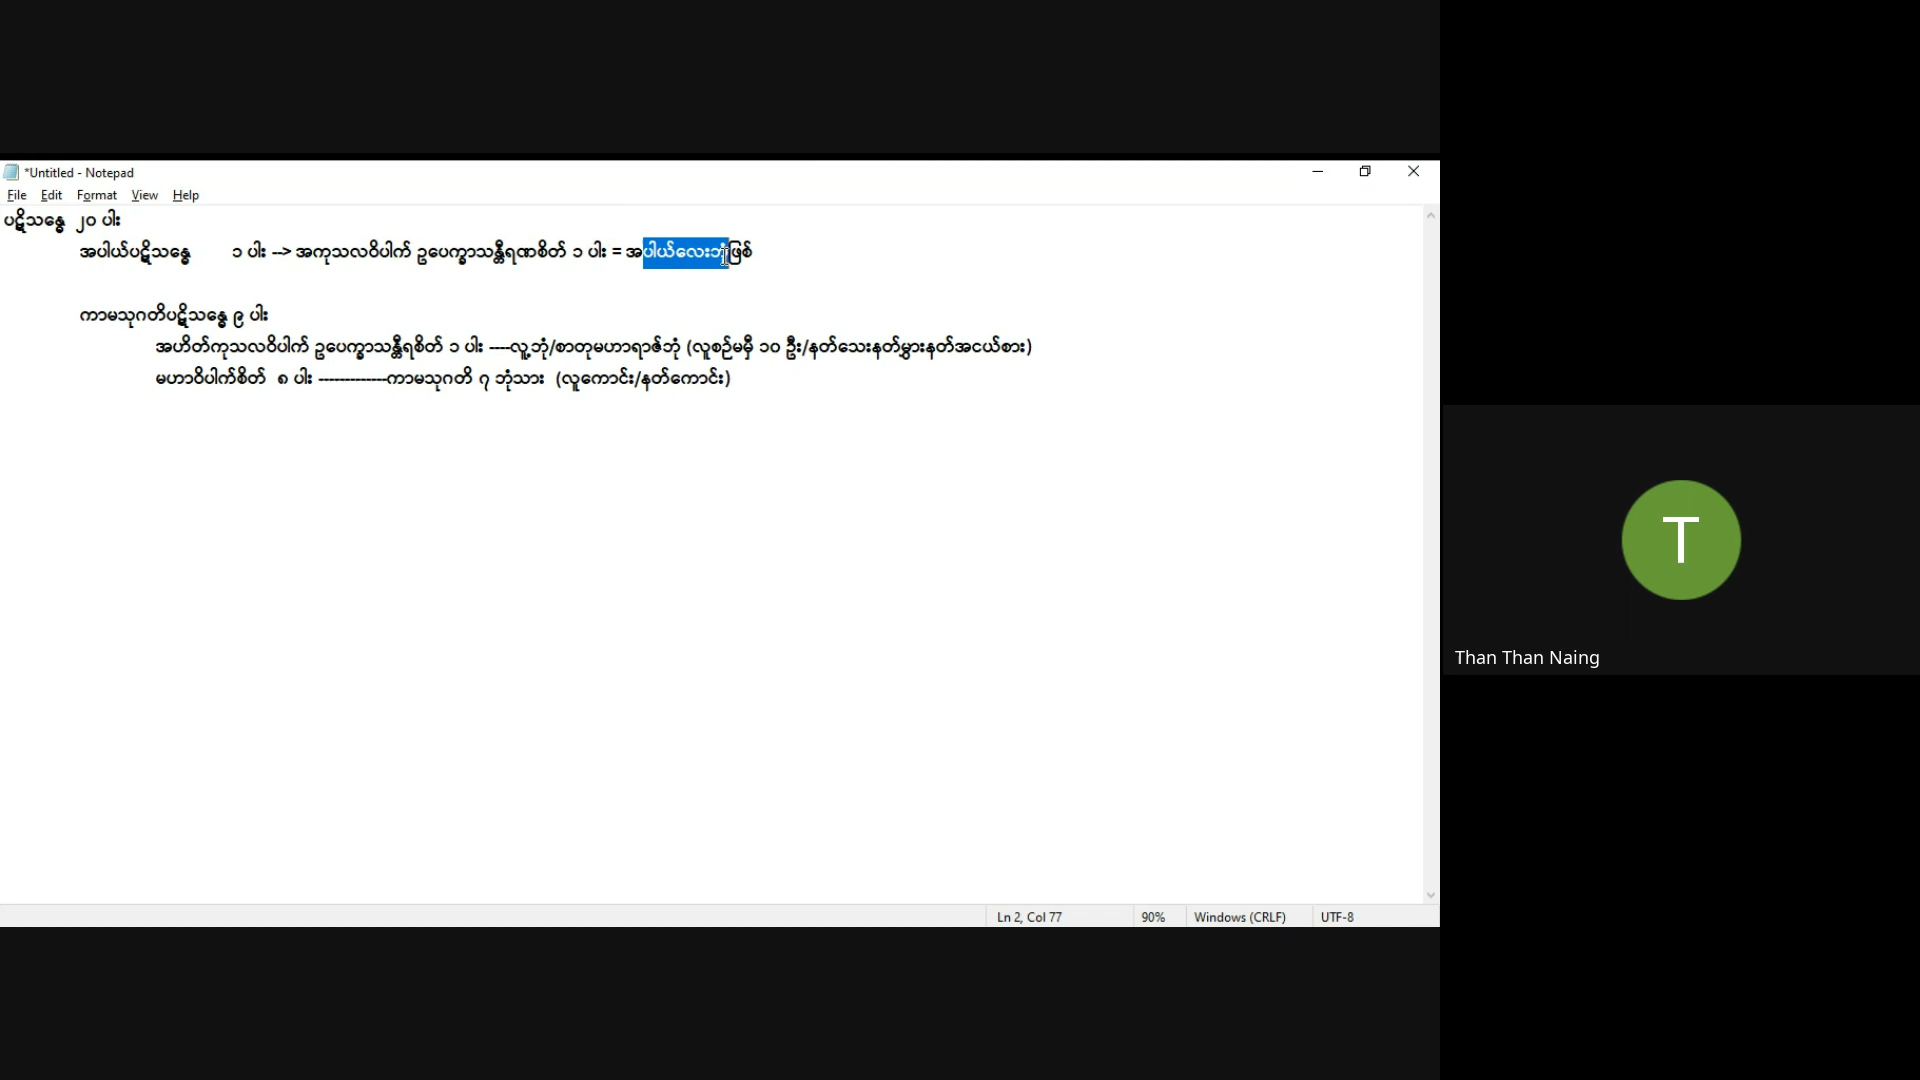 *Untitled - Notepad
File Edit Format View Help
ပဋိသန္ဓေ ၂၀ ပါး
အပါယ်ပဋိသန္ဓေ ၁ ပါး --> အကုသလဝိပါက် ဥပေက္ခာသန္တီရဏစိတ် ၁ ပါး = အပါယ်လေးဘုံဖြစ်
ကာမသုဂတိပဋိသန္ဓေ ၉ ပါး
အဟိတ်ကုသလဝိပါက် ဥပေက္ခာသန္တီရစိတ် ၁ ပါး ----လူ့ဘုံ/စာတုမဟာရာဇ်ဘုံ (လူစဉ်မမှီ ၁၀ ဦး/နတ်သေးနတ်မွှားနတ်အငယ်စား)
မဟာဝိပါက်စိတ် ၈ ပါး -------------ကာမသုဂတိ ၇ ဘုံသား (လူကောင်း/နတ်ကောင်း)
Ln 2, Col 77 90% Windows (CRLF) UTF-8
T
Than Than Naing